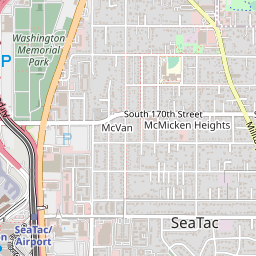 Washington
Memorial
Park
P
South 170th Street
McVan
McMicken Heights
P
SeaTac/
Airport
SeaTac